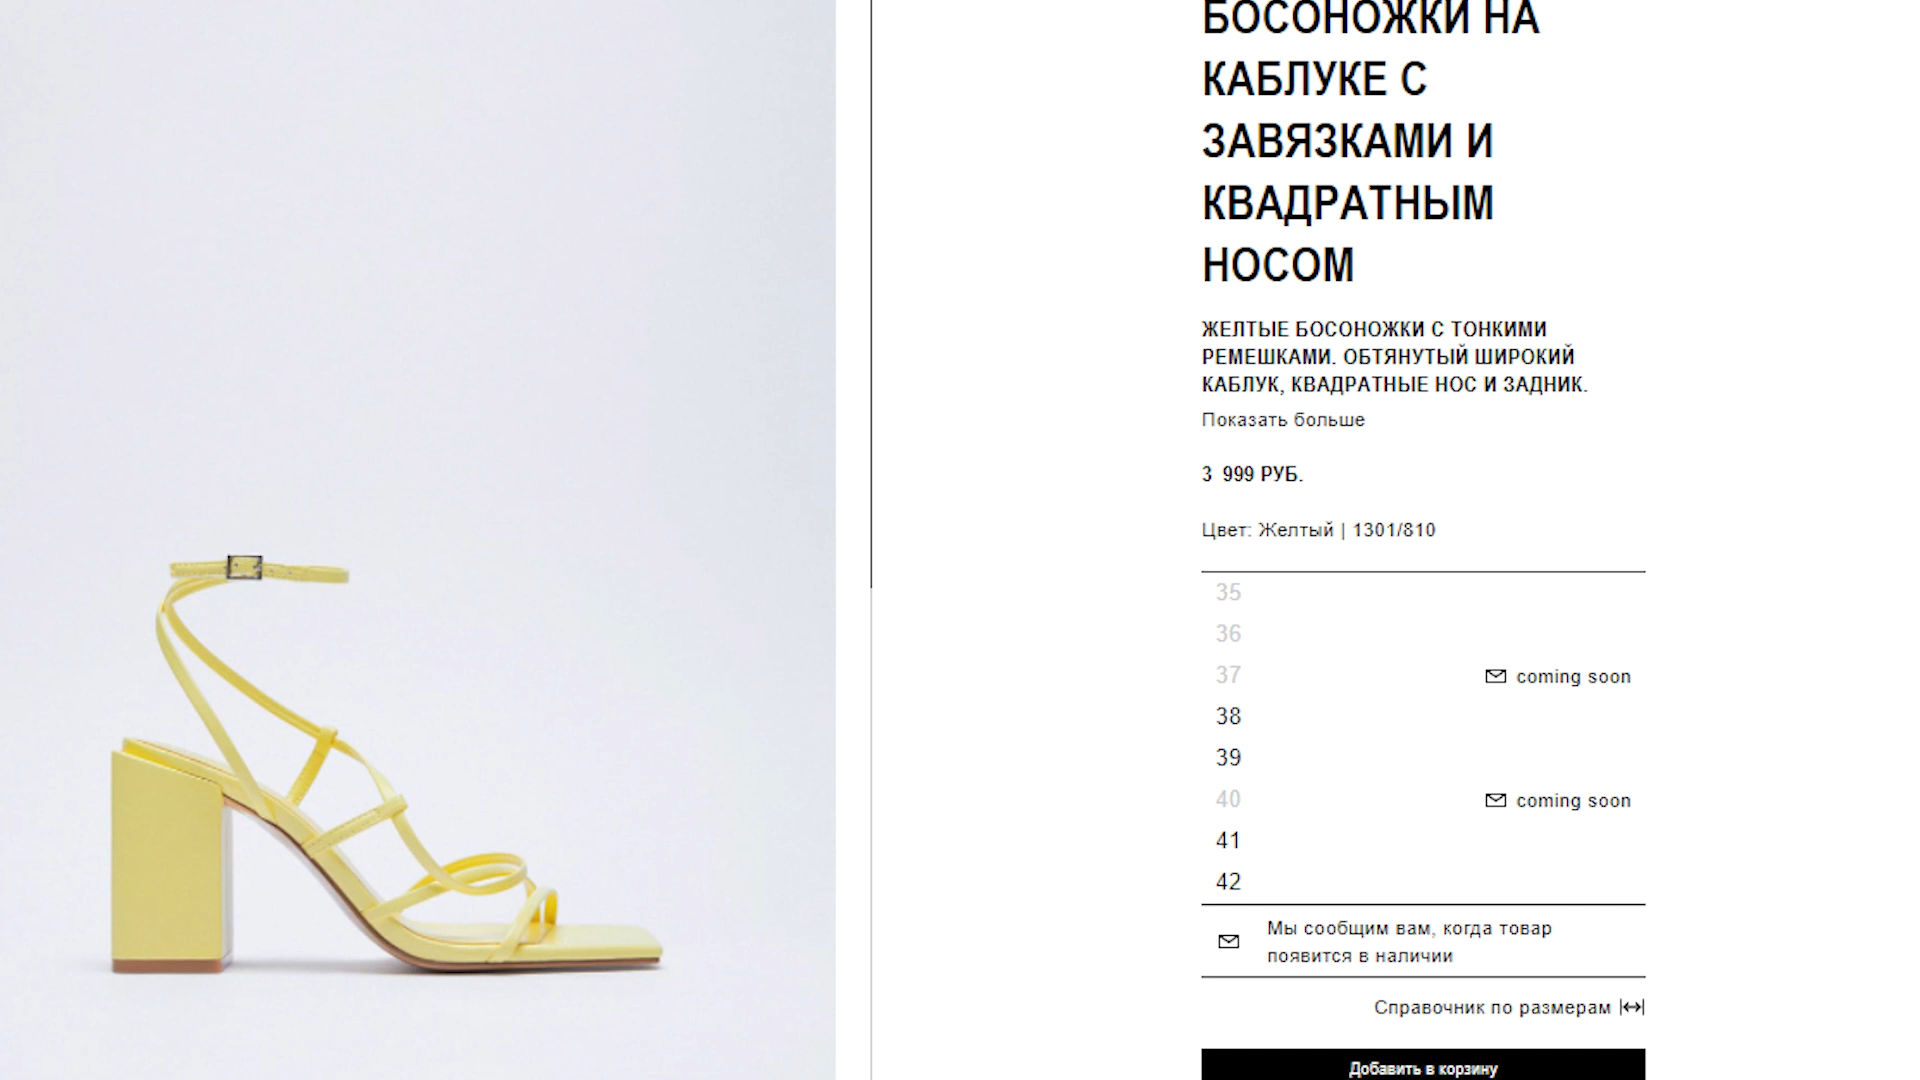 БОСОНОЖКИ НА
КАБЛУКЕ С
ЗАВЯЗКАМИ И
КВАДРАТНЫМ
НОСОМ
ЖЕЛТЫЕ БОСОНОЖКИ С ТОНКИМИ
РЕМЕШКАМИ. ОБТЯНУТЫЙ ШИРОКИЙ
КАБЛУК, КВАДРАТНЫЕ НОС И ЗАДНИК.
Показать больше
3 999 РУБ.
Цвет: Желтый | 1301/810
35
36
37 coming soon
38
39
40 coming soon
41
42
Мы сообщим вам, когда товар
появится в наличии
Справочник по размерам
Добавить в корзину